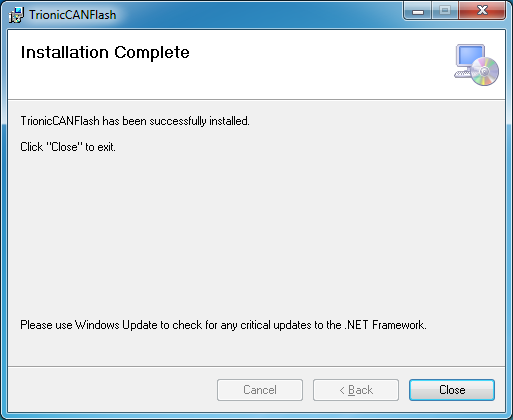 TrionicCANFlash
Installation Complete
TrionicCANFlash has been successfully installed.
Click "Close" to exit.
Please use Windows Update to check for any critical updates to the .NET Framework.
Cancel
< Back
Close